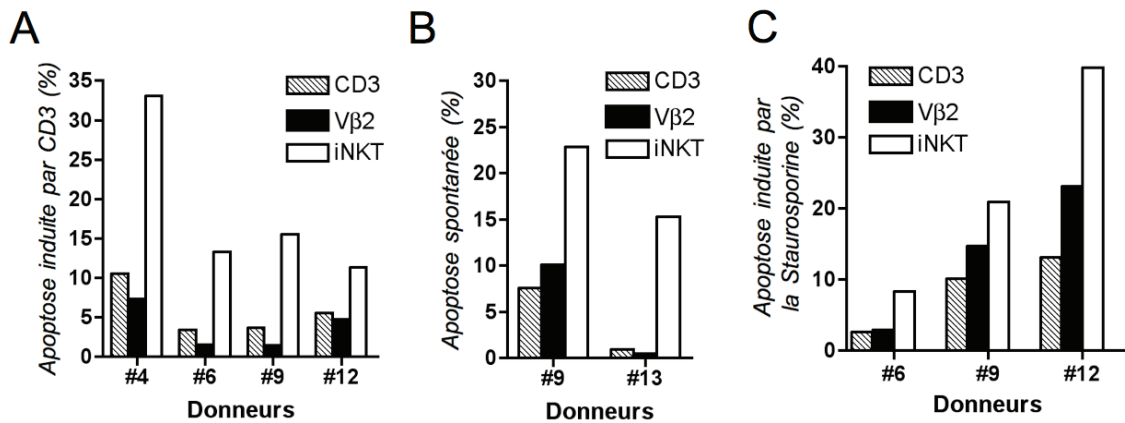 A
Apoptose induite par CD3 (%)
35
30
25
20
15
10
5
0
CD3
Vβ2
iNKT
#4 #6 #9 #12
Donneurs
B
Apoptose spontanée (%)
30
25
20
15
10
5
0
CD3
Vβ2
iNKT
#9 #13
Donneurs
C
Apoptose induite par
la Staurosporine (%)
40
30
20
10
0
CD3
Vβ2
iNKT
#6 #9 #12
Donneurs